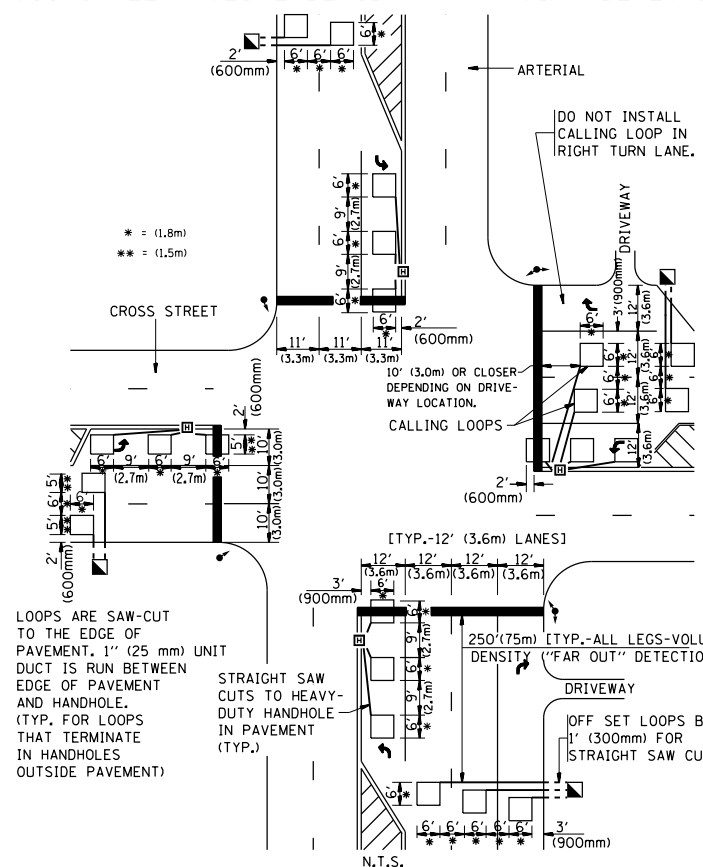 6' *
2'
(600mm)
6' 6' 6'
* * *
ARTERIAL
DO NOT INSTALL
CALLING LOOP IN
RIGHT TURN LANE.
DRIVEWAY
6' *
9' (2.7m)
6' *
9' (2.7m)
6' *
* = (1.8m)
** = (1.5m)
H
CROSS STREET
6'
*
2'
(600mm)
11' 11' 11'
(3.3m) (3.3m) (3.3m)
3'(900mm)
12' (3.6m)
6'
*
10' (3.0m) OR CLOSER
DEPENDING ON DRIVE-
WAY LOCATION.
CALLING LOOPS
6' * 12' (3.6m) 6' *
6' * 6' *
6' * 12' (3.6m) 6' *
12' (3.6m)
H
2'
(600mm)
2'
(600mm)
H
5' ** 10' (3.0m)
6' 9' 6' 9' 6'
* (2.7m) * (2.7m) *
10' (3.0m)
10' (3.0m)
5' **
6' * 6' *
5' **
2'
(600mm)
[TYP.-12' (3.6m) LANES]
12' 12' 12' 12'
(3.6m) (3.6m) (3.6m) (3.6m)
3'
(900mm)
6'
*
6' *
9' (2.7m)
6' *
9' (2.7m)
6' *
H
LOOPS ARE SAW-CUT
TO THE EDGE OF
PAVEMENT. 1" (25 mm) UNIT
DUCT IS RUN BETWEEN
EDGE OF PAVEMENT
AND HANDHOLE.
(TYP. FOR LOOPS
THAT TERMINATE
IN HANDHOLES
OUTSIDE PAVEMENT)
STRAIGHT SAW
CUTS TO HEAVY-
DUTY HANDHOLE
IN PAVEMENT
(TYP.)
250'(75m) [TYP.-ALL LEGS-VOLU
DENSITY "FAR OUT" DETECTIO
DRIVEWAY
OFF SET LOOPS B
1' (300mm) FOR
STRAIGHT SAW CU
6' *
6' 6' 6' 6' 6'
* * * * *
3'
(900mm)
N.T.S.